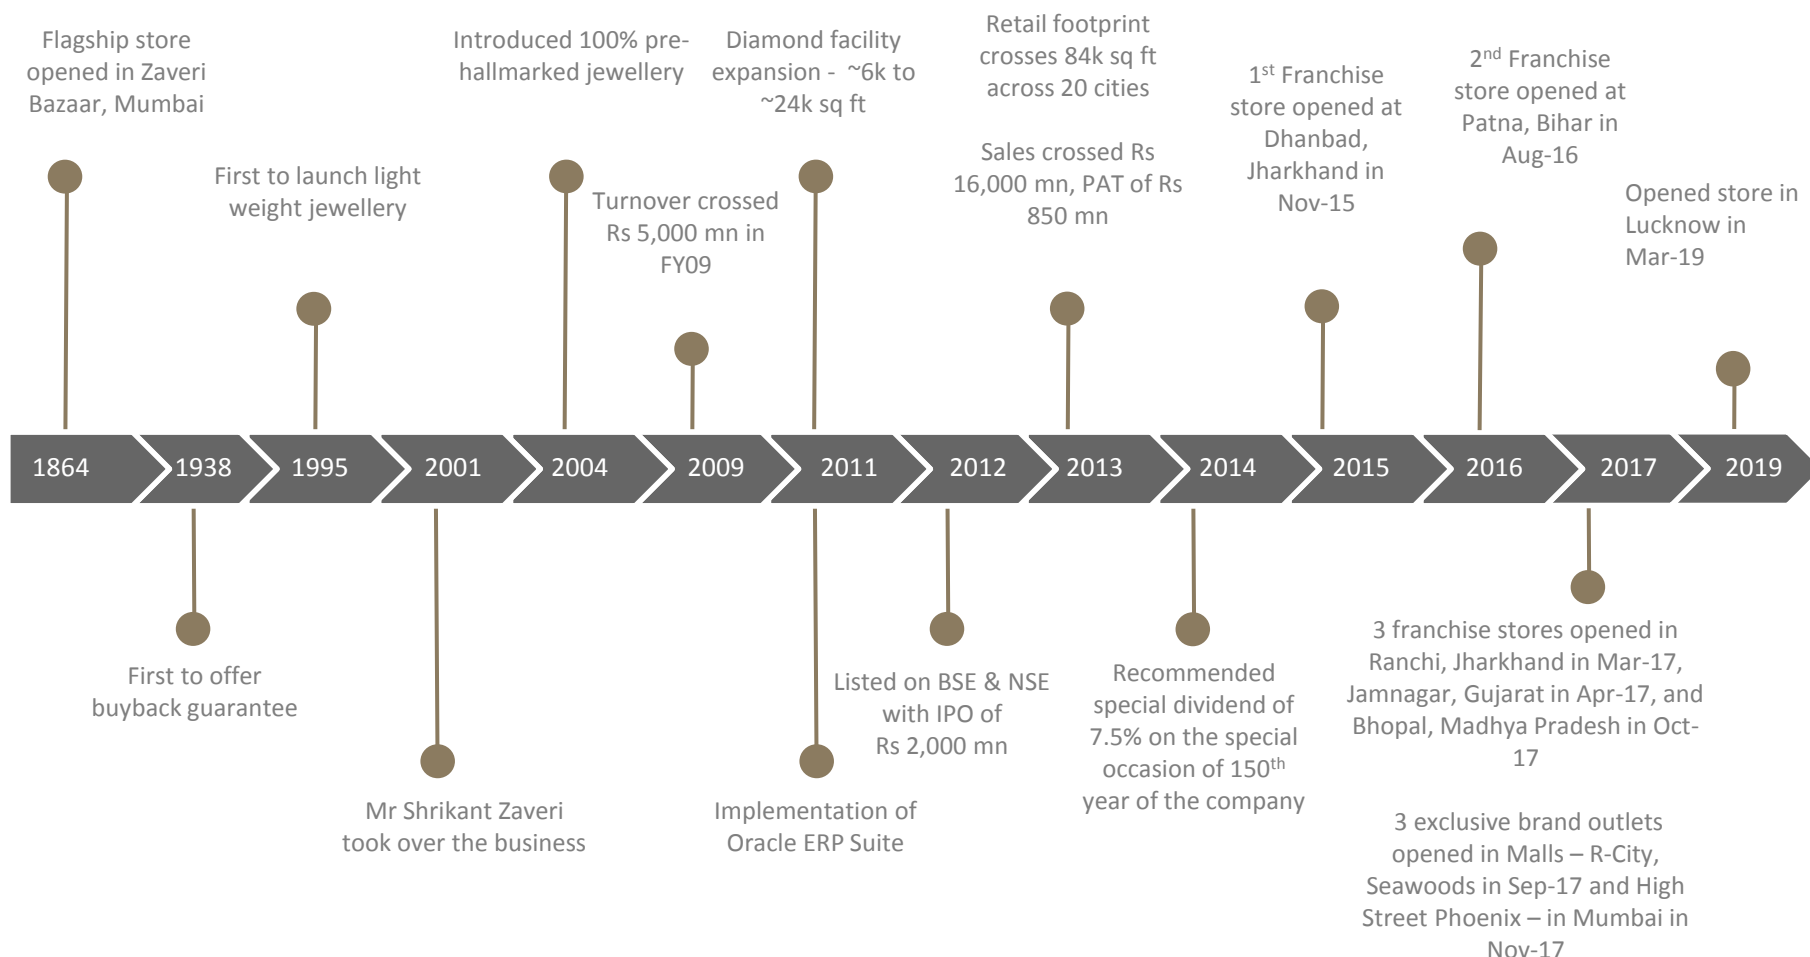 Flagship store
opened in Zaveri
Bazaar, Mumbai
First to launch light
weight jewellery
Introduced 100% pre-
hallmarked jewellery
Turnover crossed
Rs 5,000 mn in
FY09
Diamond facility
expansion - ~6k to
~24k sq ft
Retail footprint
crosses 84k sq ft
across 20 cities
Sales crossed Rs
16,000 mn, PAT of Rs
850 mn
1st Franchise
store opened at
Dhanbad,
Jharkhand in
Nov-15
2nd Franchise
store opened at
Patna, Bihar in
Aug-16
Opened store in
Lucknow in
Mar-19
1864 1938 1995 2001 2004 2009 2011 2012 2013 2014 2015 2016 2017 2019
First to offer
buyback guarantee
Mr Shrikant Zaveri
took over the business
Implementation of
Oracle ERP Suite
Listed on BSE & NSE
with IPO of
Rs 2,000 mn
Recommended
special dividend of
7.5% on the special
occasion of 150th
year of the company
3 franchise stores opened in
Ranchi, Jharkhand in Mar-17,
Jamnagar, Gujarat in Apr-17, and
Bhopal, Madhya Pradesh in Oct-
17
3 exclusive brand outlets
opened in Malls – R-City,
Seawoods in Sep-17 and High
Street Phoenix – in Mumbai in
Nov-17